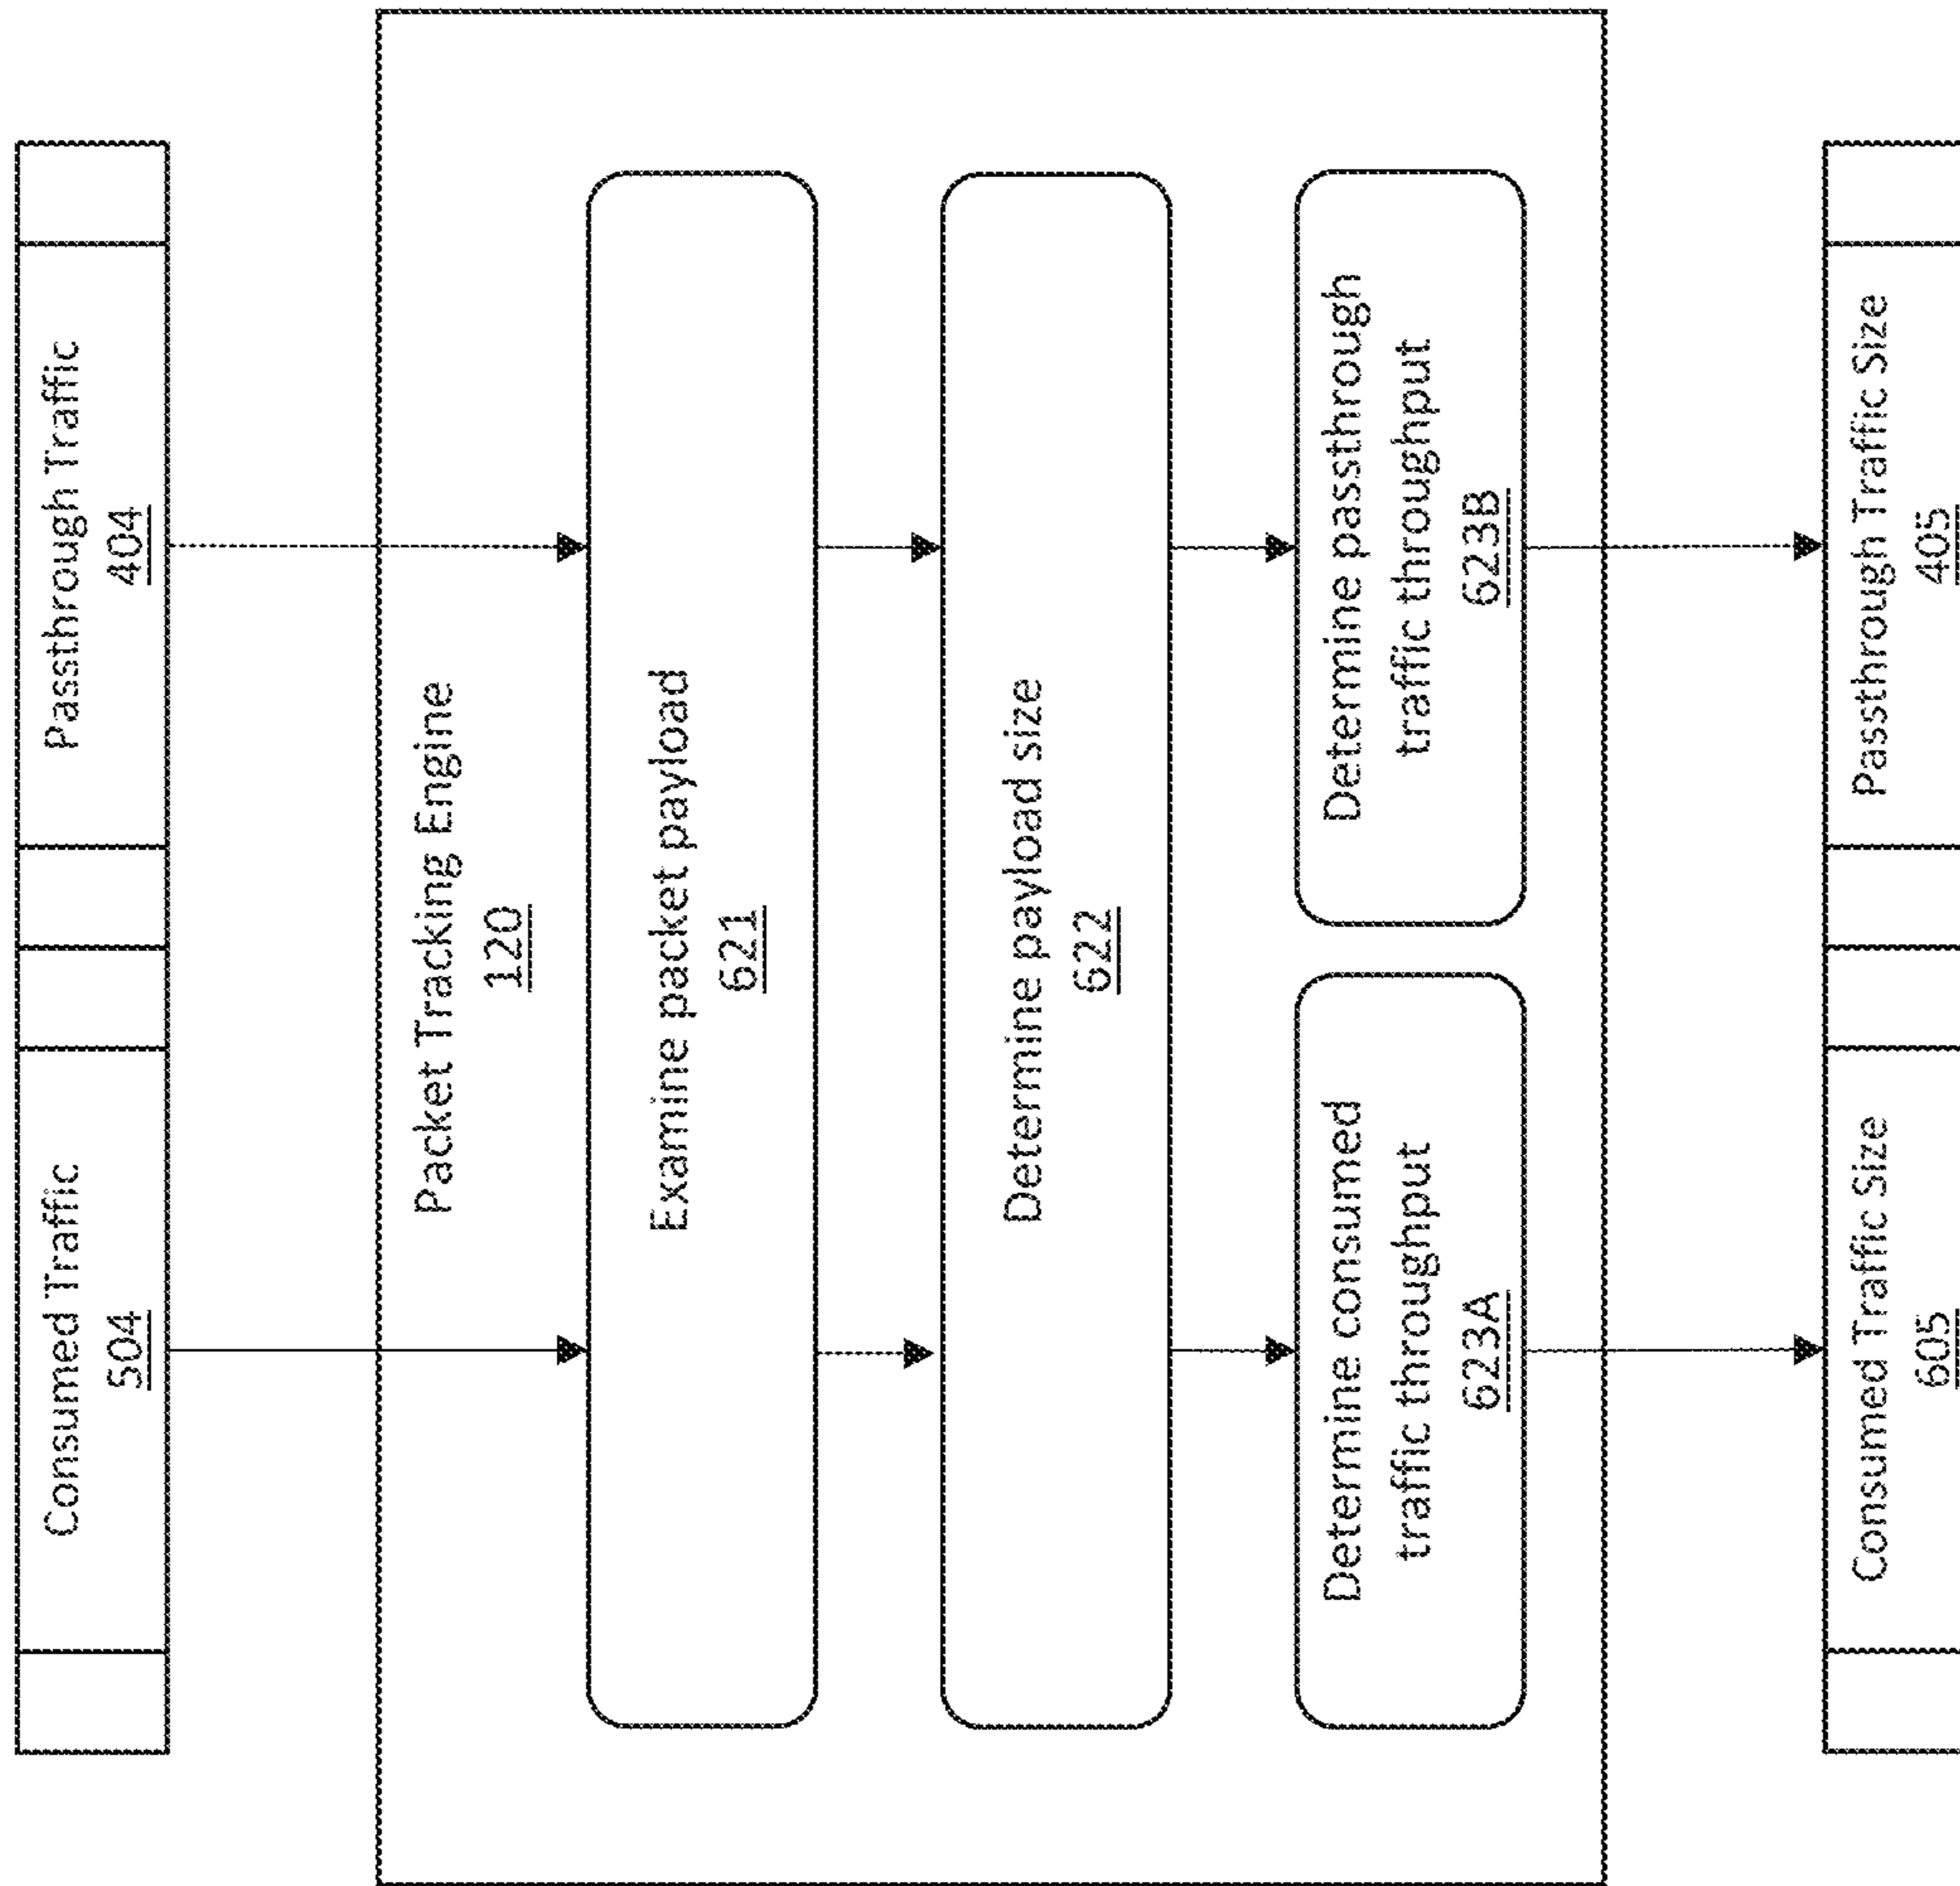 Consumed Traffic
504
Passthrough Traffic
404
Packet Tracking Engine
120
Examine packet payload
621
Determine payload size
622
Determine consumed
traffic throughput
623A
Determine passthrough
traffic throughput
623B
Consumed Traffic Size
605
Passthrough Traffic Size
405